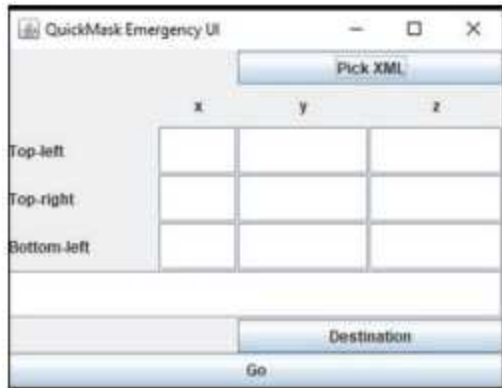 QuickMask Emergency UI
Pick XML
x y z
Top-left
Top-right
Bottom-left
Destination
Go